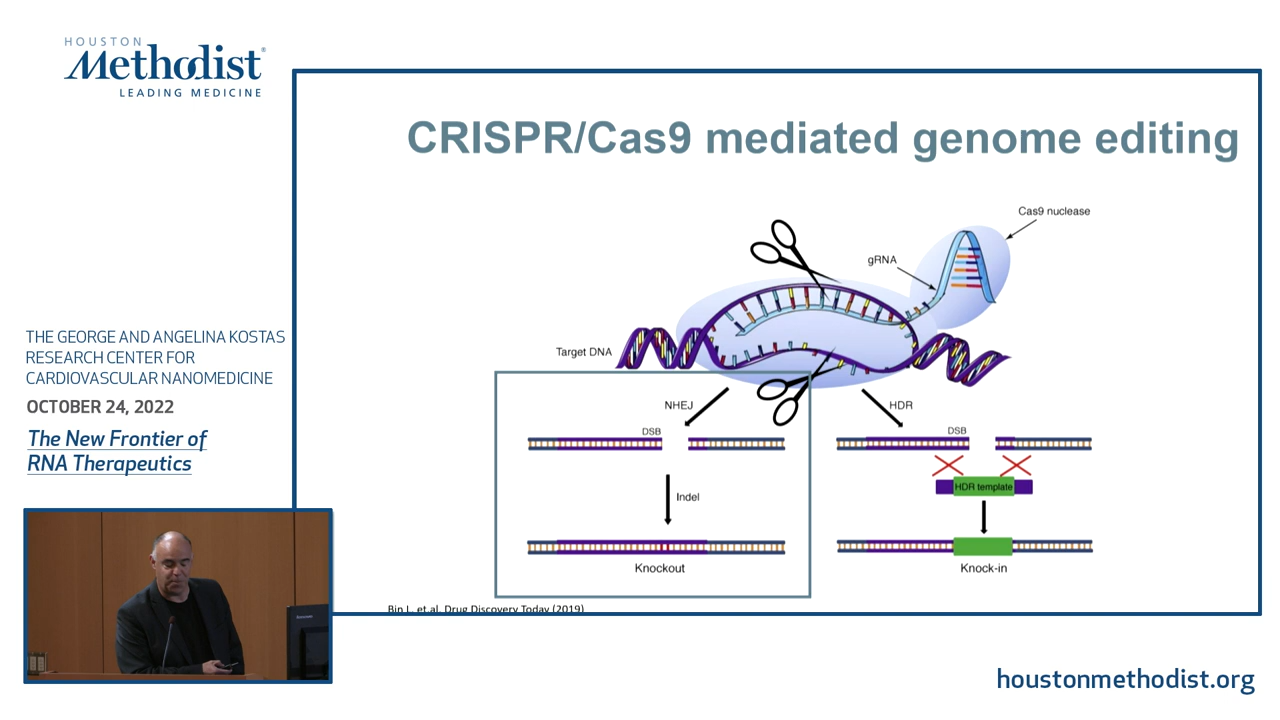 HOUSTON
Methodist®
LEADING MEDICINE
THE GEORGE AND ANGELINA KOSTAS
RESEARCH CENTER FOR
CARDIOVASCULAR NANOMEDICINE
OCTOBER 24, 2022
The New Frontier of
RNA Therapeutics
CRISPR/Cas9 mediated genome editing
Cas9 nuclease
gRNA
Target DNA
NHEJ
HDR
DSB
DSB
HDR template
Indel
Knockout
Knock-in
Bin L. et.al. Drug Discovery Today (2019)
houstonmethodist.org